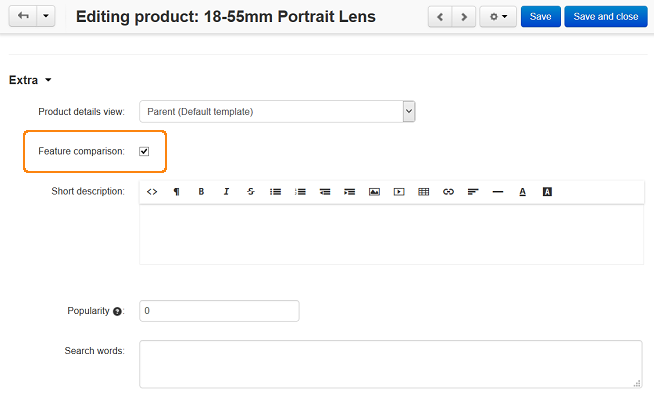 Editing product: 18-55mm Portrait Lens
Save
Save and close
Extra
Product details view:
Parent (Default template)
Feature comparison:
Short description:
B I S A A
Popularity ?:
0
Search words: